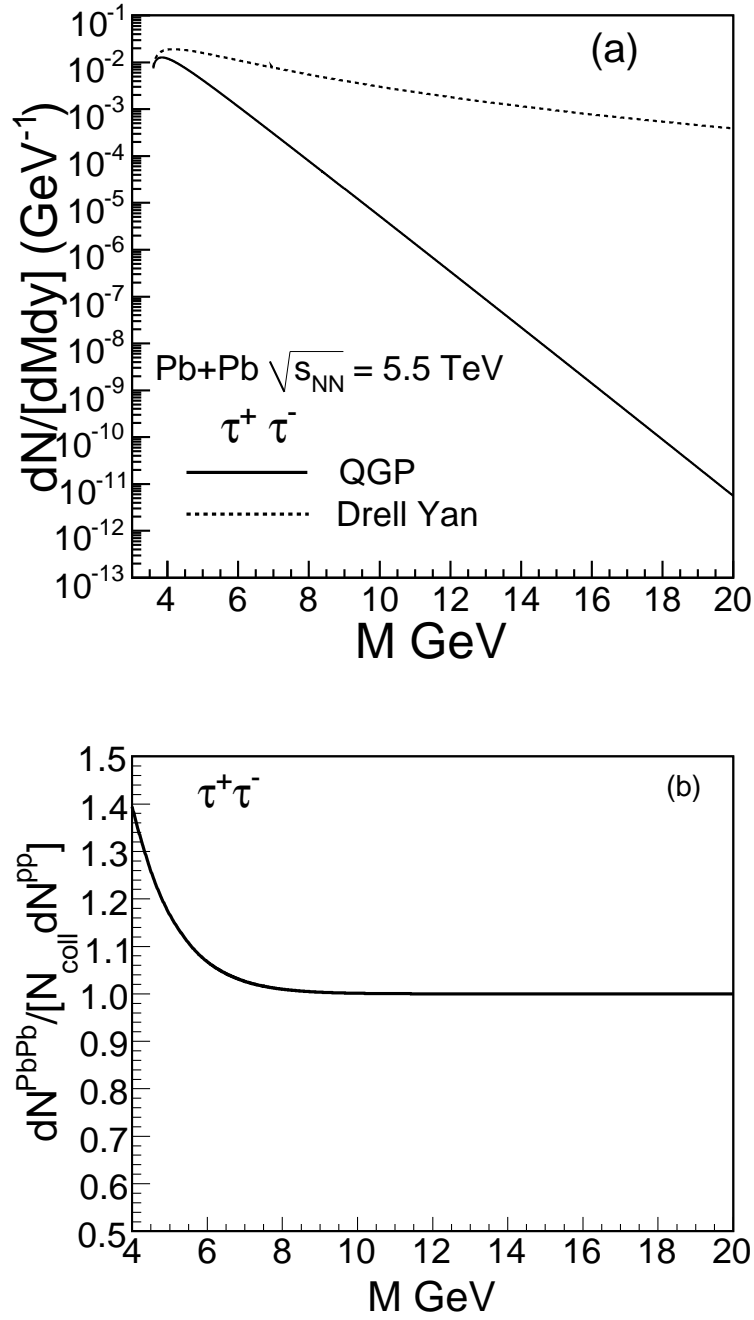 (a)
dN/[dMdy] (GeV⁻¹)
10⁻¹
10⁻²
10⁻³
10⁻⁴
10⁻⁵
10⁻⁶
10⁻⁷
10⁻⁸
10⁻⁹
10⁻¹⁰
10⁻¹¹
10⁻¹²
10⁻¹³
Pb+Pb √s_NN = 5.5 TeV
τ⁺ τ⁻
QGP
Drell Yan
4 6 8 10 12 14 16 18 20
M GeV
τ⁺τ⁻
(b)
dN^PbPb/[N_coll dN^pp]
1.5
1.4
1.3
1.2
1.1
1.0
0.9
0.8
0.7
0.6
0.5
4 6 8 10 12 14 16 18 20
M GeV